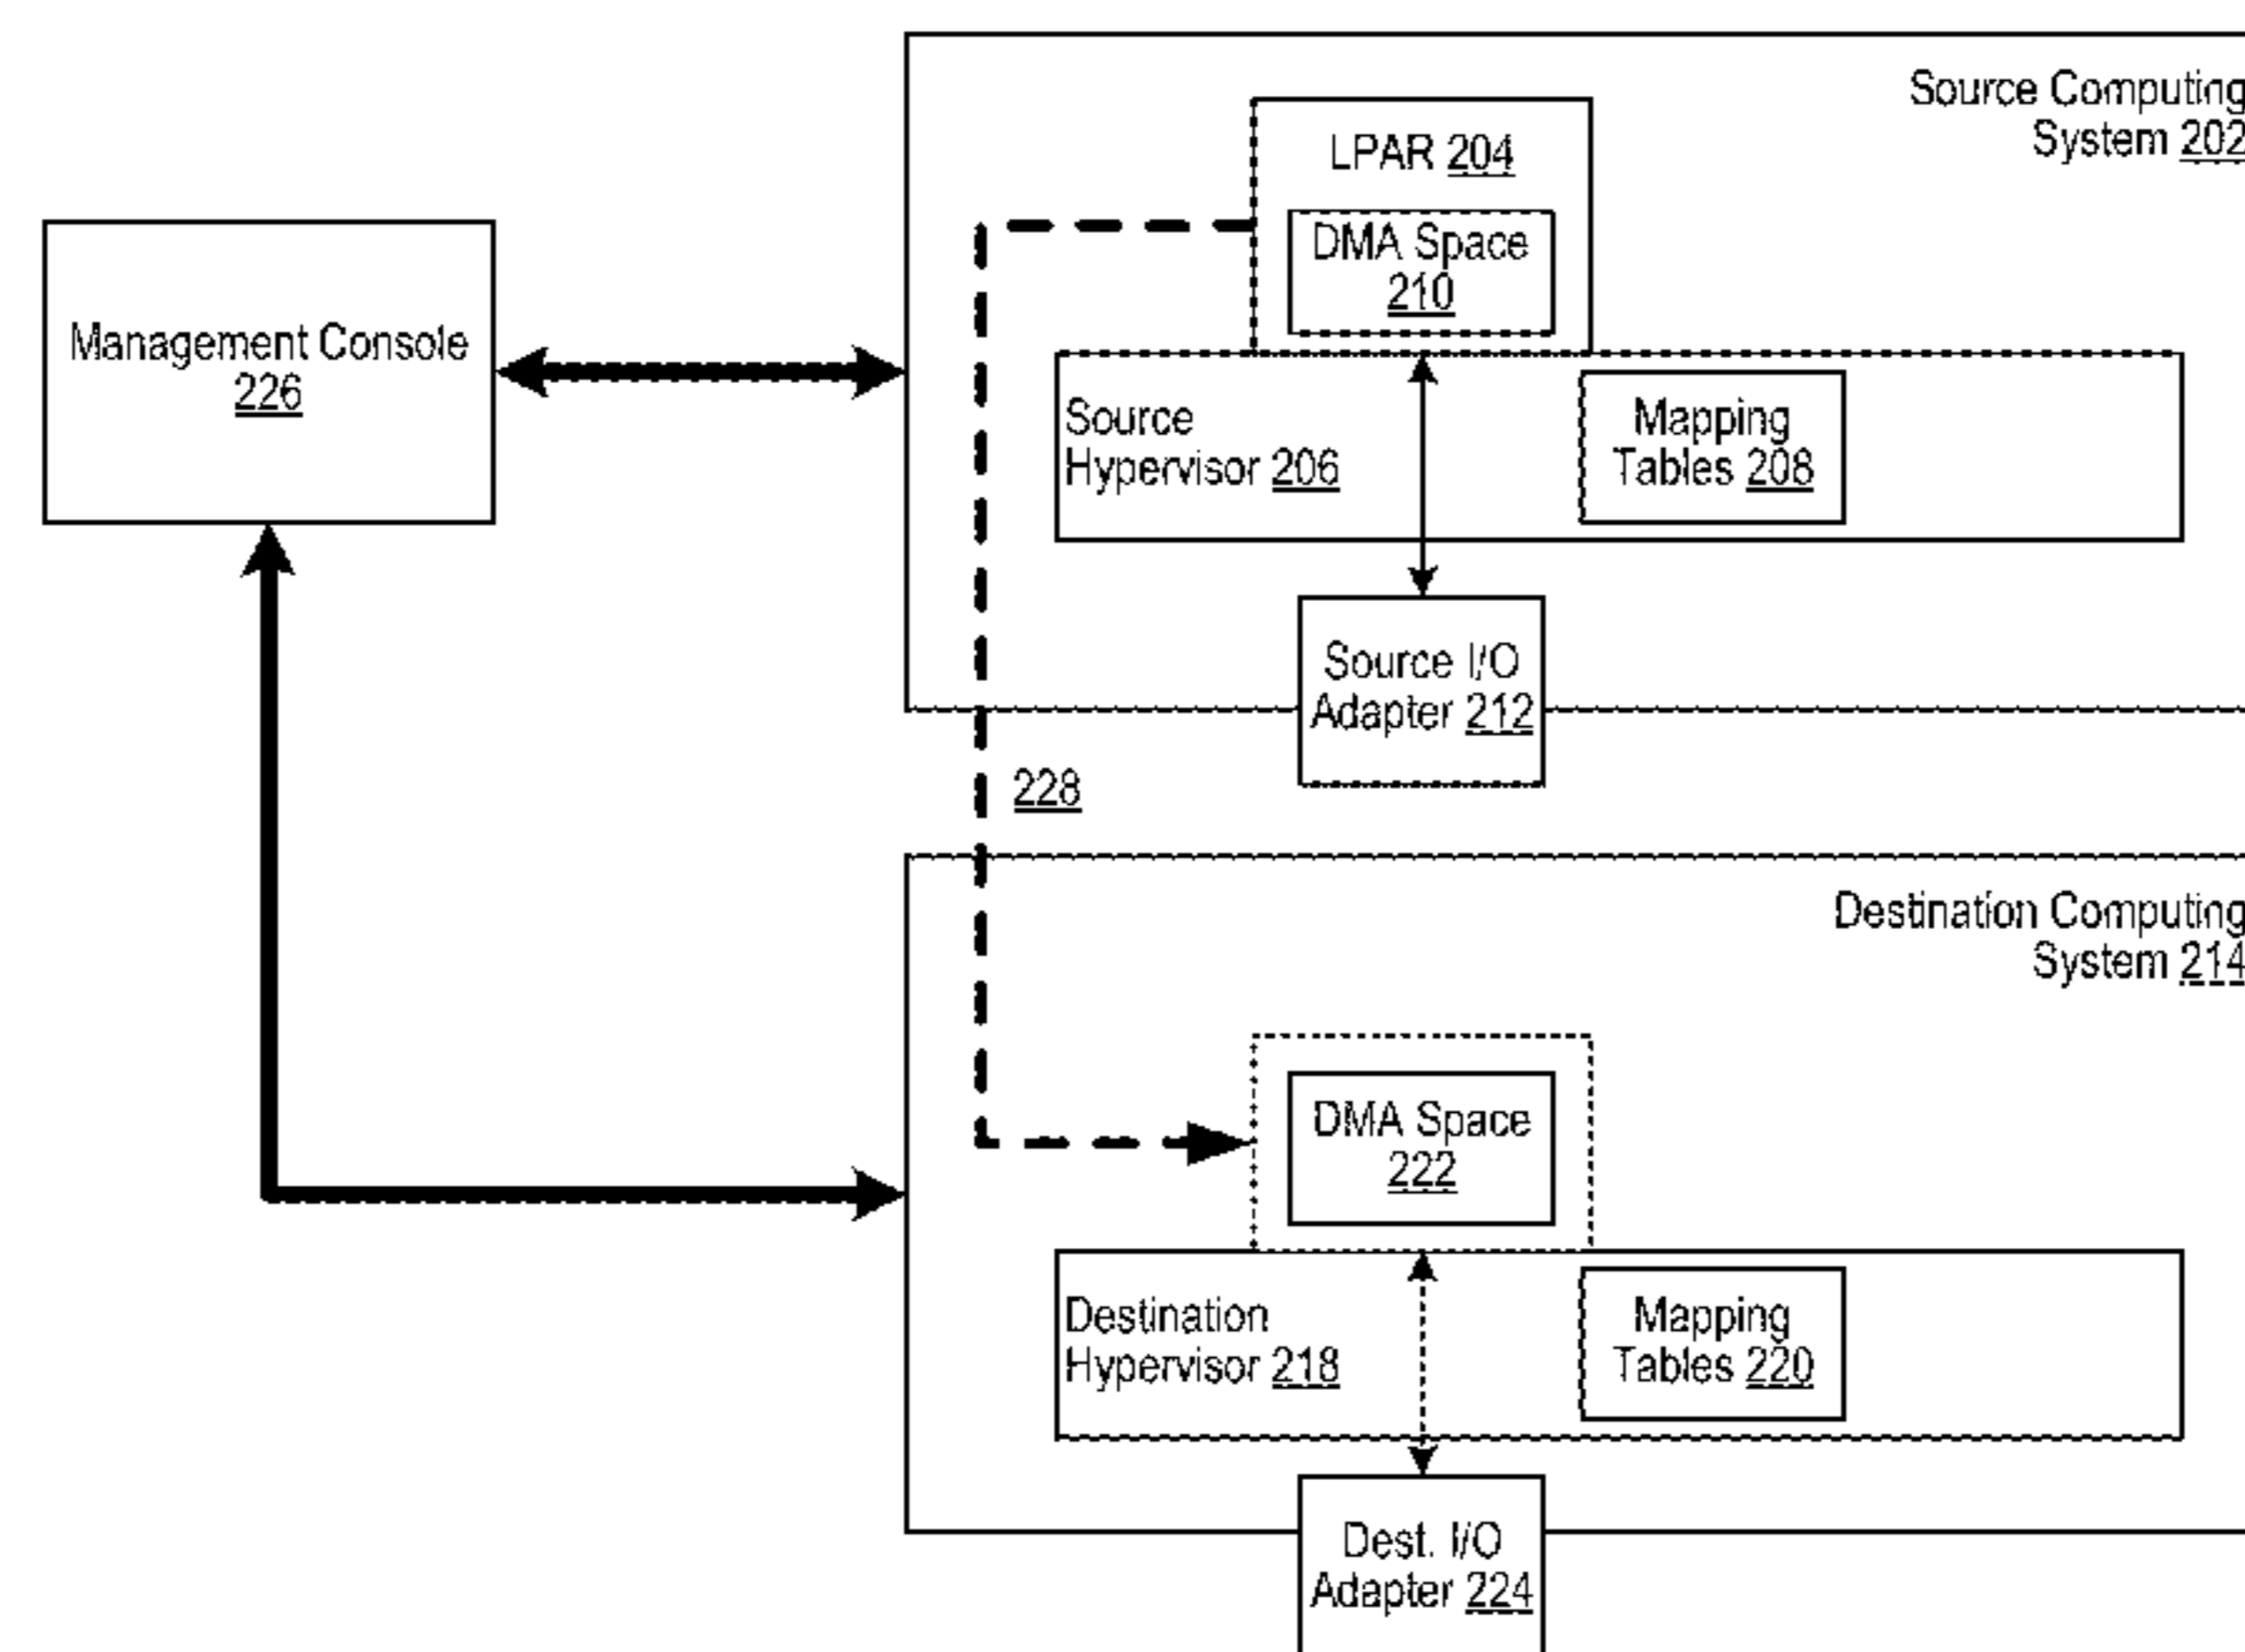 Source Computing
System 202
LPAR 204
DMA Space
210
Management Console
226
Source
Hypervisor 206
Mapping
Tables 208
Source I/O
Adapter 212
228
Destination Computing
System 214
DMA Space
222
Destination
Hypervisor 218
Mapping
Tables 220
Dest. I/O
Adapter 224